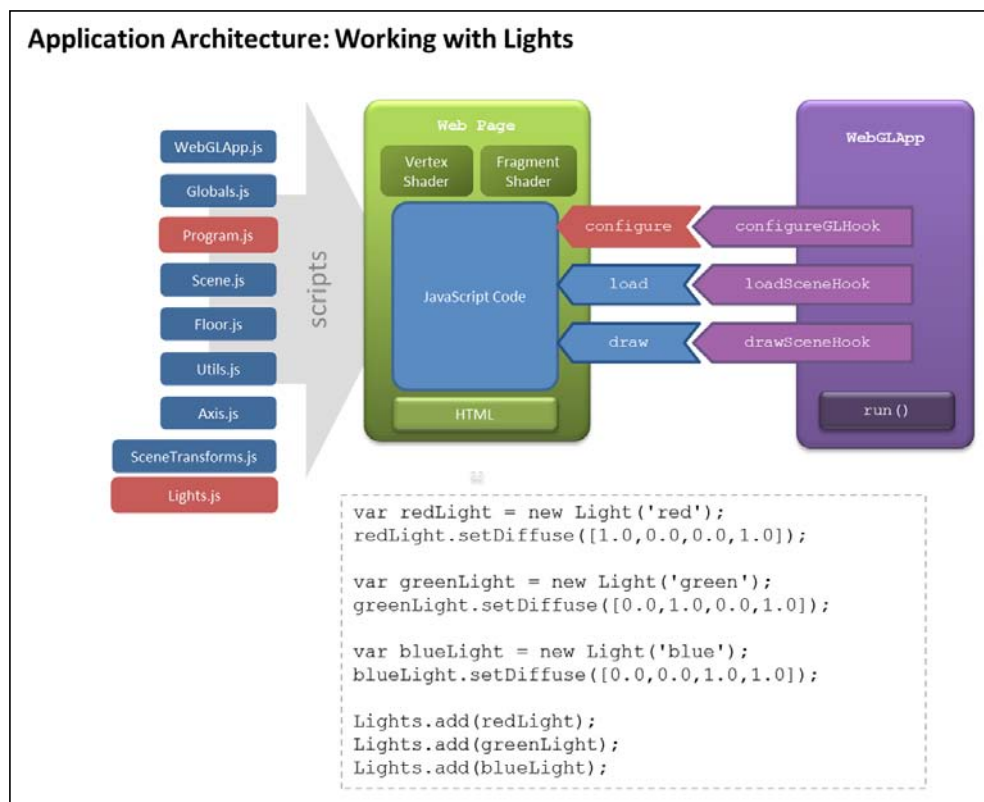 Application Architecture: Working with Lights
WebGLApp.js
Globals.js
Program.js
Scene.js
Floor.js
Utils.js
Axis.js
SceneTransforms.js
Lights.js
scripts
Web Page
Vertex
Shader
Fragment
Shader
JavaScript Code
HTML
configure
load
draw
WebGLApp
configureGLHook
loadSceneHook
drawSceneHook
run()
var redLight = new Light('red');
redLight.setDiffuse([1.0,0.0,0.0,1.0]);
var greenLight = new Light('green');
greenLight.setDiffuse([0.0,1.0,0.0,1.0]);
var blueLight = new Light('blue');
blueLight.setDiffuse([0.0,0.0,1.0,1.0]);
Lights.add(redLight);
Lights.add(greenLight);
Lights.add(blueLight);